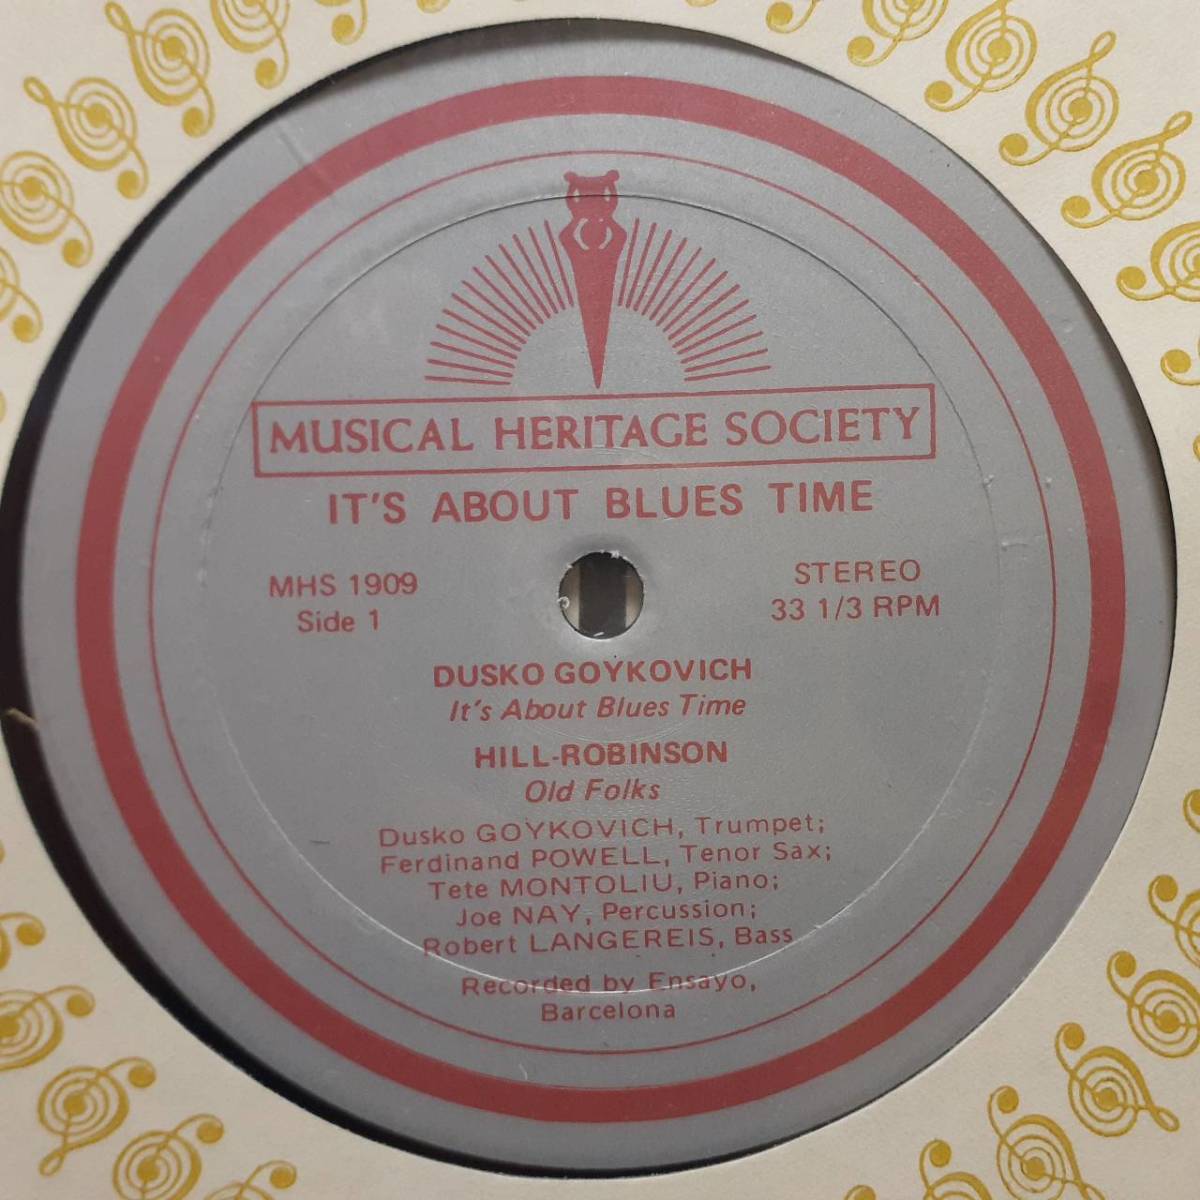 MUSICAL HERITAGE SOCIETY
IT'S ABOUT BLUES TIME
MHS 1909
Side 1
STEREO
33 1/3 RPM
DUSKO GOYKOVICH
It's About Blues Time
HILL-ROBINSON
Old Folks
Dusko GOYKOVICH, Trumpet;
Ferdinand POWELL, Tenor Sax;
Tete MONTOLIU, Piano;
Joe NAY, Percussion;
Robert LANGEREIS, Bass
Recorded by Ensayo,
Barcelona